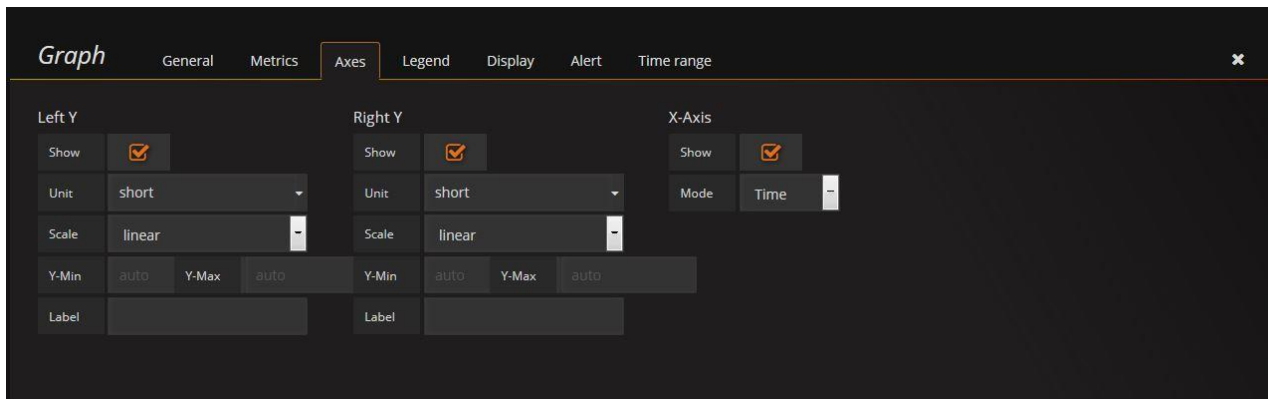 Graph General Metrics Axes Legend Display Alert Time range
Left Y Right Y X-Axis
Show Show Show
Unit short Unit short Mode Time
Scale linear Scale linear
Y-Min auto Y-Max auto Y-Min auto Y-Max auto
Label Label